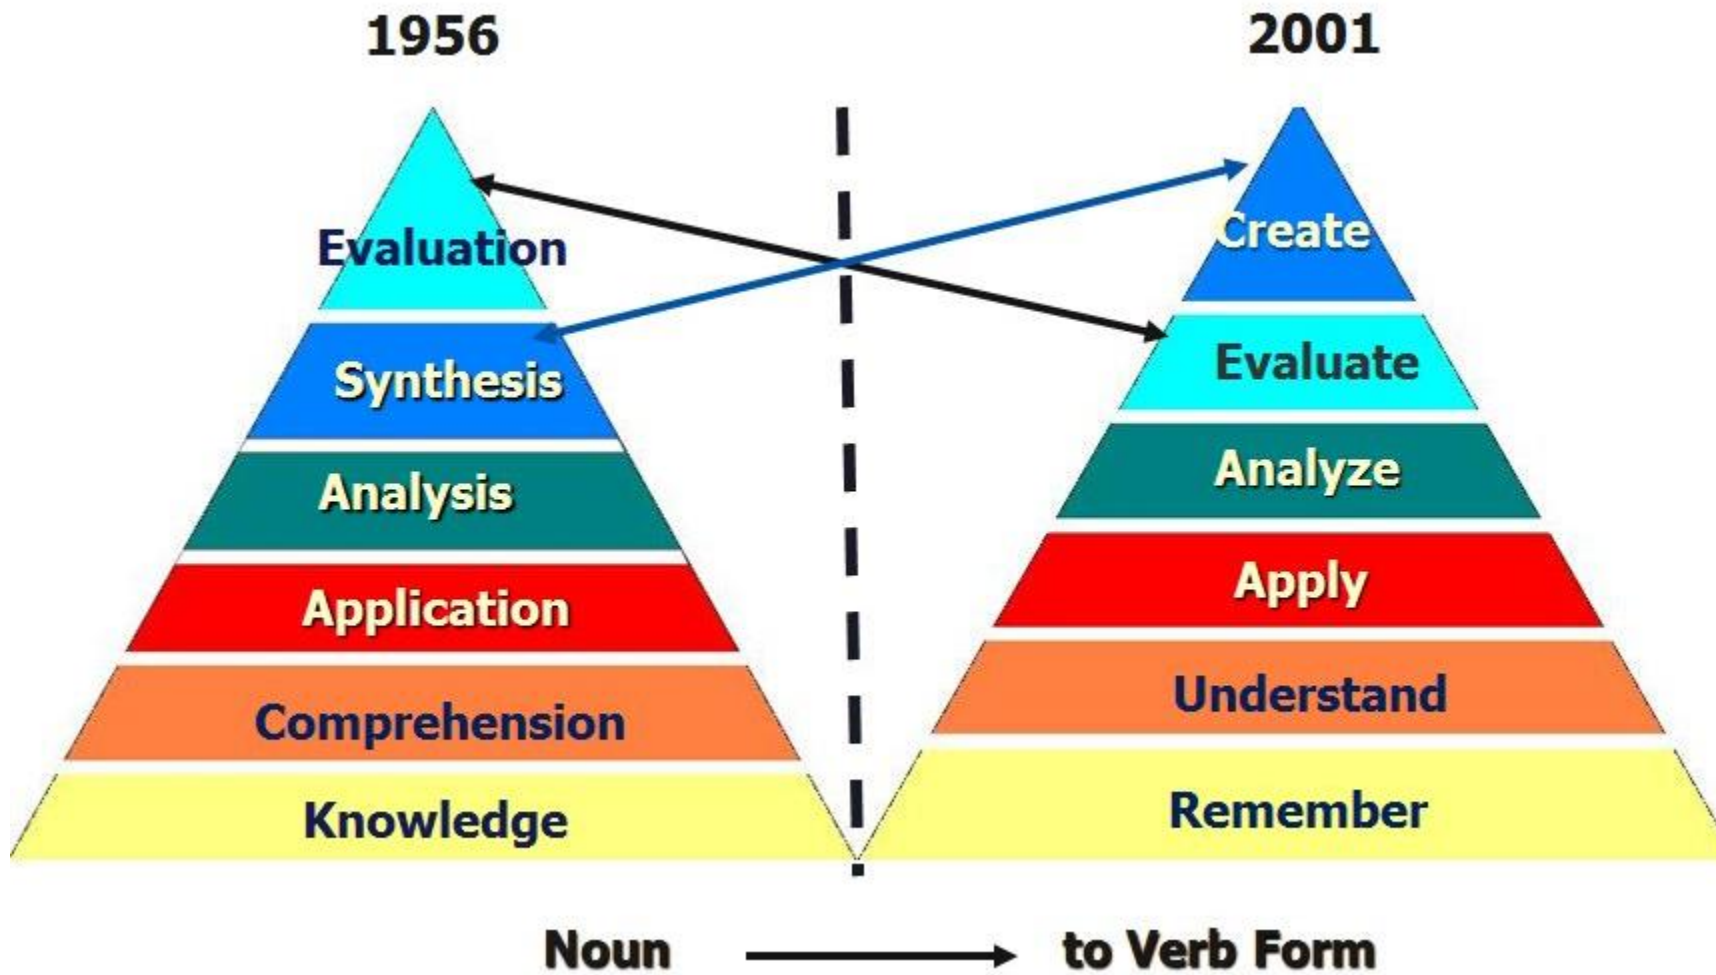 1956
Evaluation
Synthesis
Analysis
Application
Comprehension
Knowledge
2001
Create
Evaluate
Analyze
Apply
Understand
Remember
Noun to Verb Form